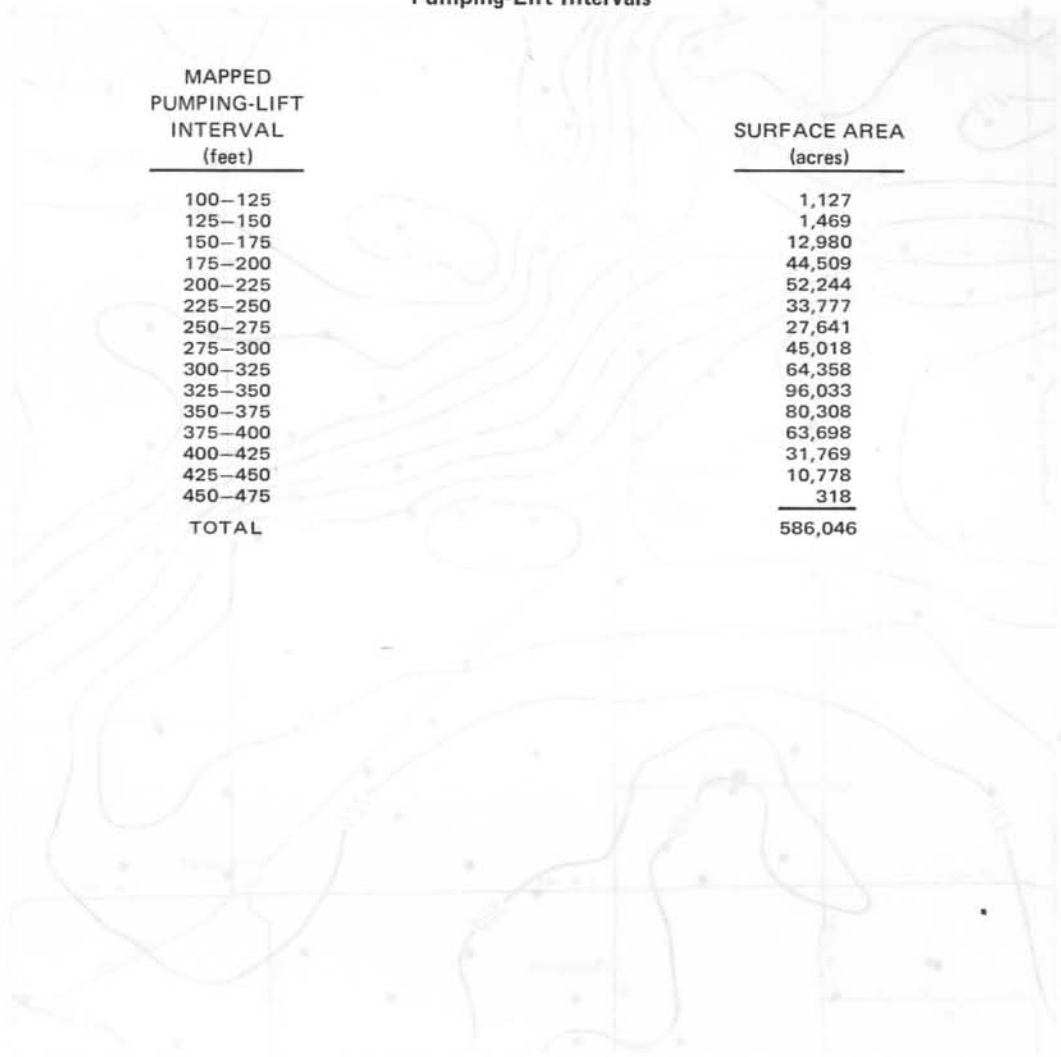 Pumping-Lift Intervals
MAPPED
PUMPING-LIFT
INTERVAL
(feet)
SURFACE AREA
(acres)
100—125 1,127
125—150 1,469
150—175 12,980
175—200 44,509
200—225 52,244
225—250 33,777
250—275 27,641
275—300 45,018
300—325 64,358
325—350 96,033
350—375 80,308
375—400 63,698
400—425 31,769
425—450 10,778
450—475 318
TOTAL 586,046